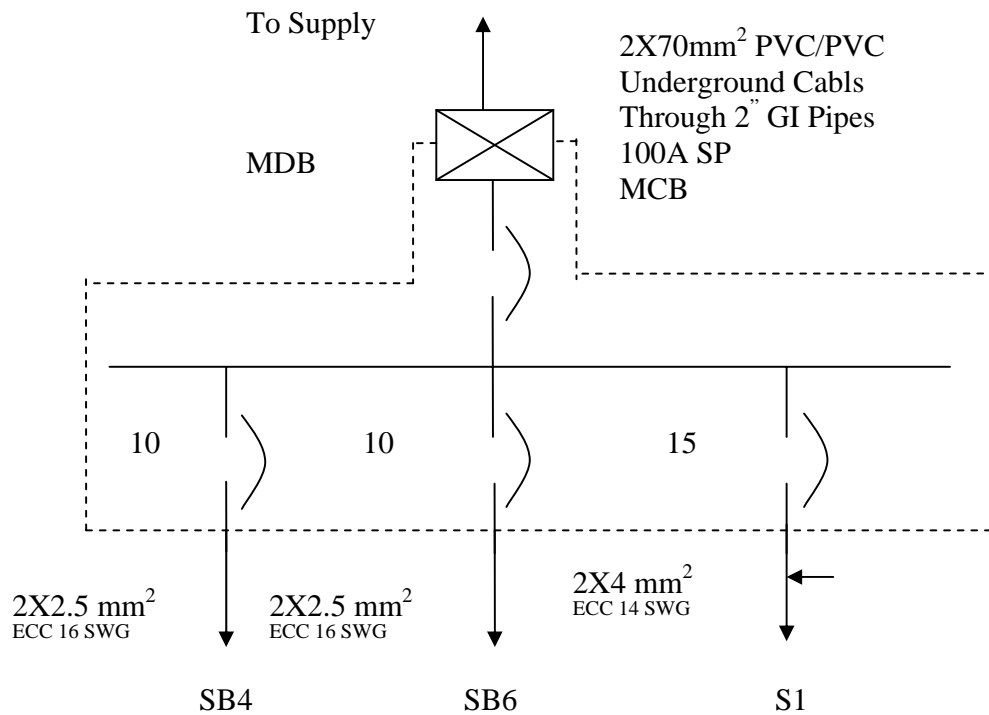 To Supply
2X70mm² PVC/PVC
Underground Cabls
Through 2” GI Pipes
100A SP
MCB
MDB
10
10
15
2X2.5 mm²
ECC 16 SWG
2X2.5 mm²
ECC 16 SWG
2X4 mm²
ECC 14 SWG
SB4
SB6
S1